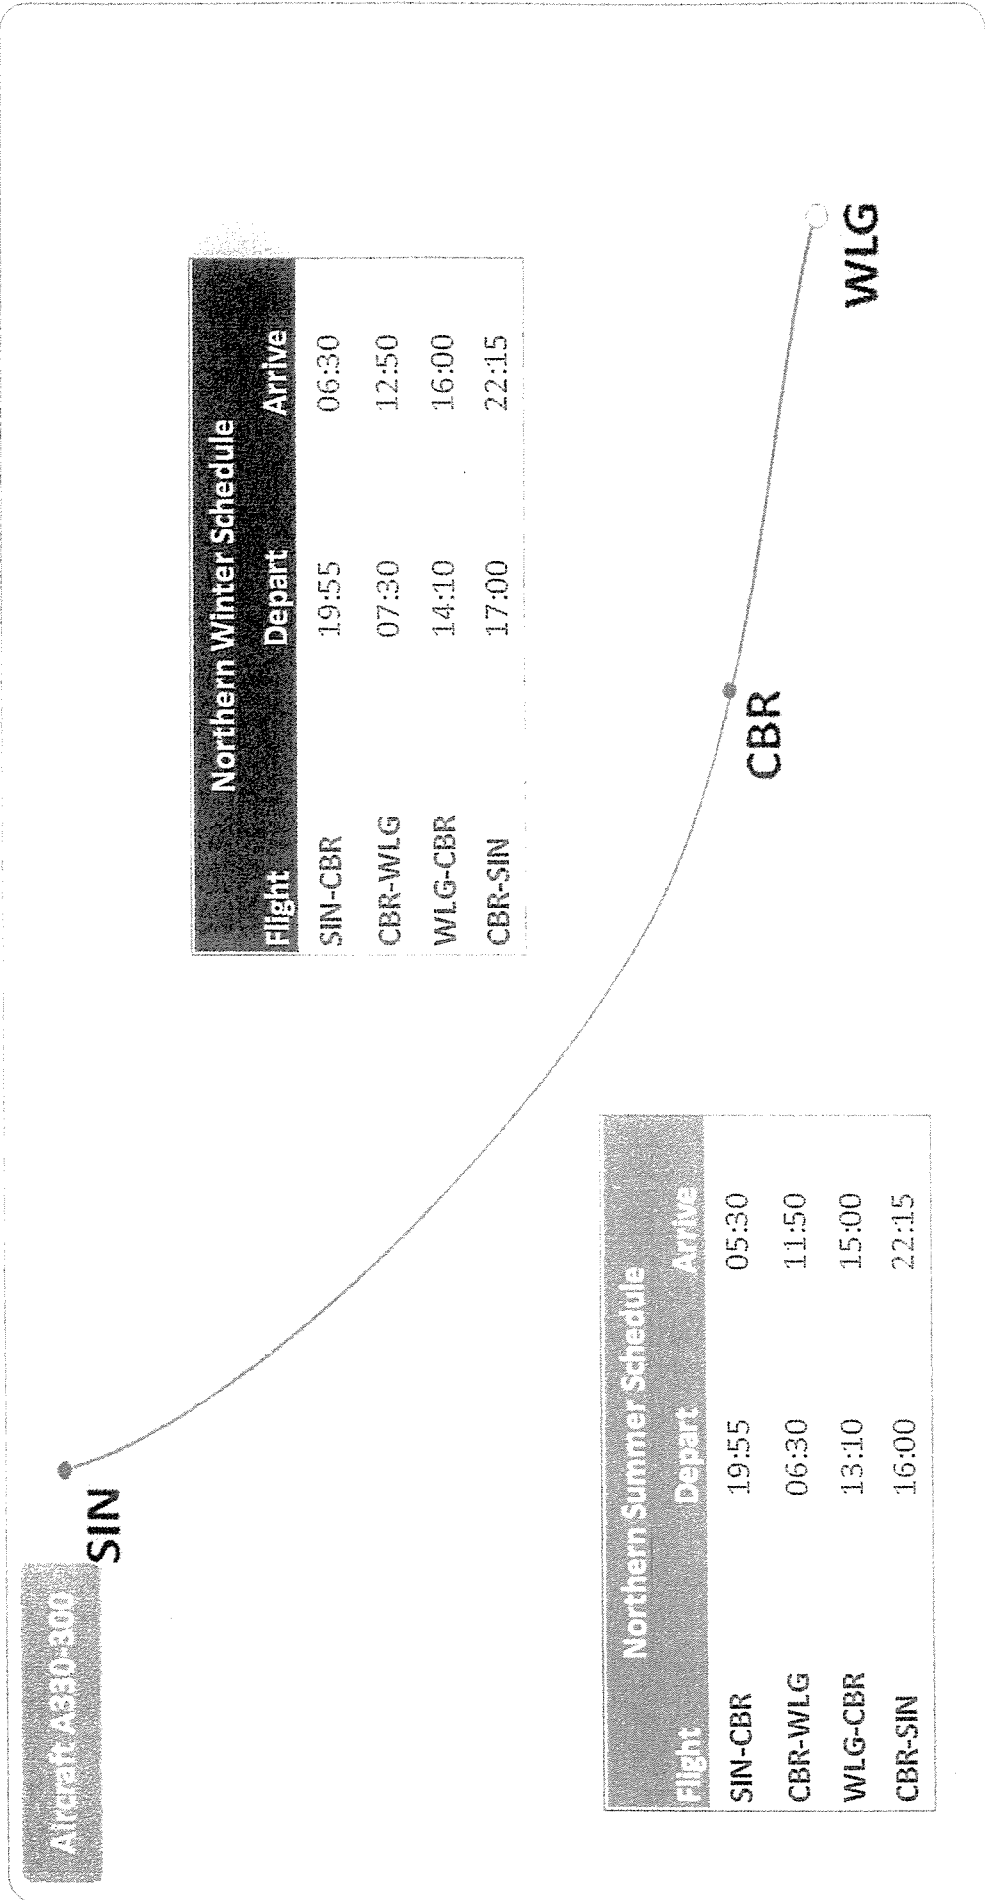 Aircraft A330-300
SIN
Northern Winter Schedule
Flight Depart Arrive
SIN-CBR 19:55 06:30
CBR-WLG 07:30 12:50
WLG-CBR 14:10 16:00
CBR-SIN 17:00 22:15
Northern Summer Schedule
Flight Depart Arrive
SIN-CBR 19:55 05:30
CBR-WLG 06:30 11:50
WLG-CBR 13:10 15:00
CBR-SIN 16:00 22:15
CBR
WLG